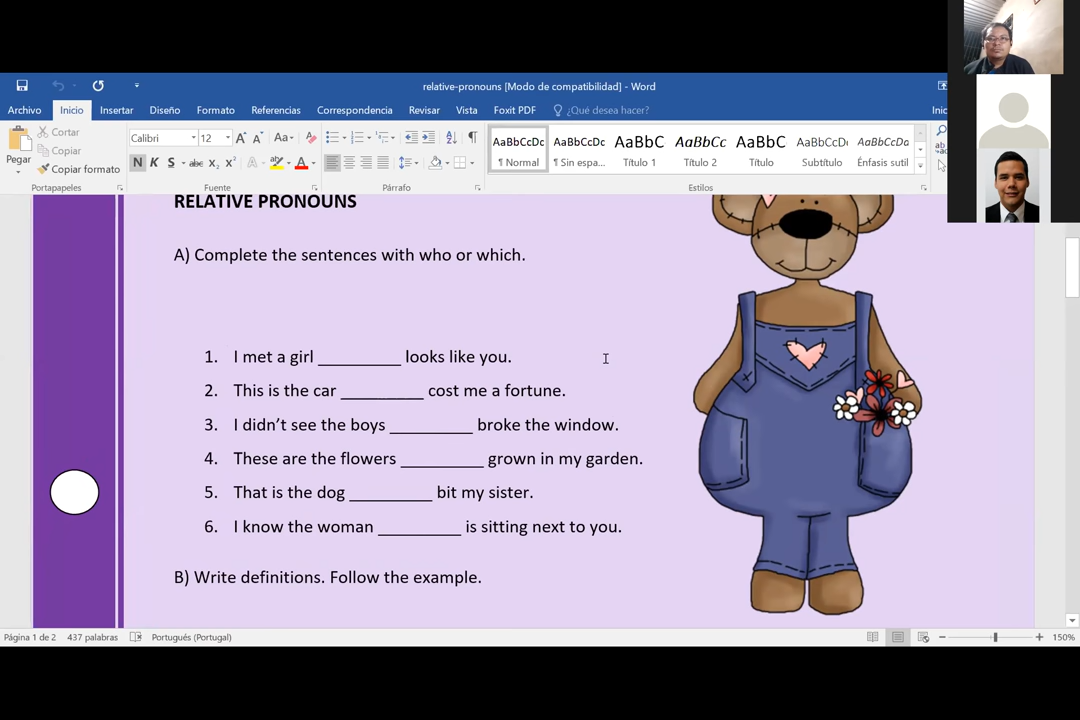 relative-pronouns [Modo de compatibilidad] - Word
Archivo Inicio Insertar Diseño Formato Referencias Correspondencia Revisar Vista Foxit PDF ¿Qué desea hacer? Inic
Pegar Cortar Copiar Copiar formato
Calibri 12 Aa
N K S abc x₂ x² A A
AaBbCcDc AaBbCcDc AaBbC AaBbCc AaBbC AaBbCcD AaBbCcDa
¶ Normal ¶ Sin espa... Título 1 Título 2 Título Subtítulo Énfasis sutil
Portapapeles Fuente Párrafo Estilos
RELATIVE PRONOUNS
A) Complete the sentences with who or which.
1. I met a girl _________ looks like you.
2. This is the car _________ cost me a fortune.
3. I didn't see the boys _________ broke the window.
4. These are the flowers _________ grown in my garden.
5. That is the dog _________ bit my sister.
6. I know the woman _________ is sitting next to you.
B) Write definitions. Follow the example.
Página 1 de 2 437 palabras Português (Portugal) 150%